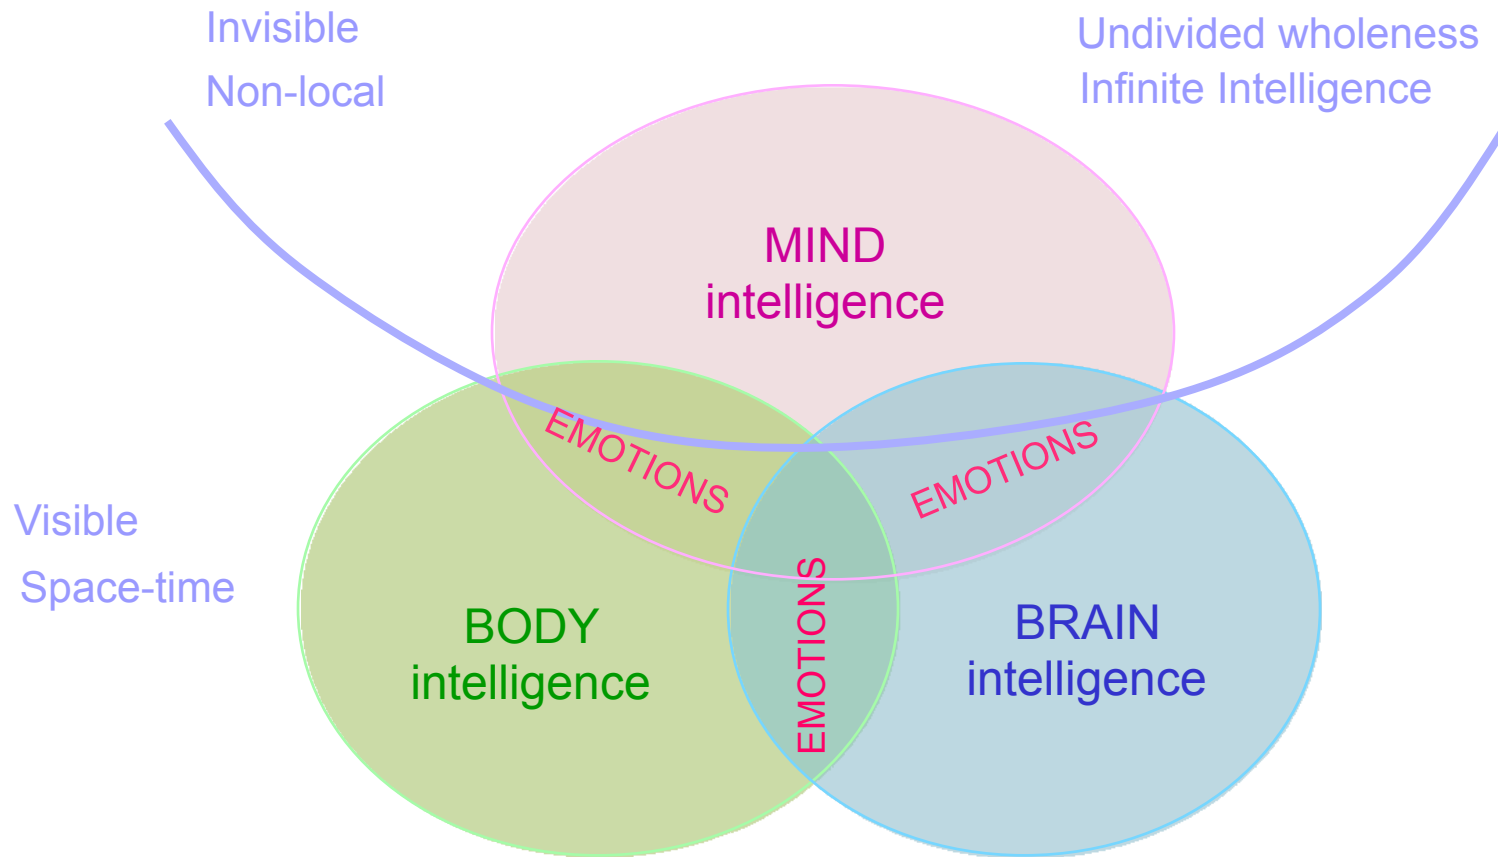 Invisible
Non-local
Undivided wholeness
Infinite Intelligence
MIND
intelligence
EMOTIONS
EMOTIONS
Visible
Space-time
EMOTIONS
BODY
intelligence
BRAIN
intelligence